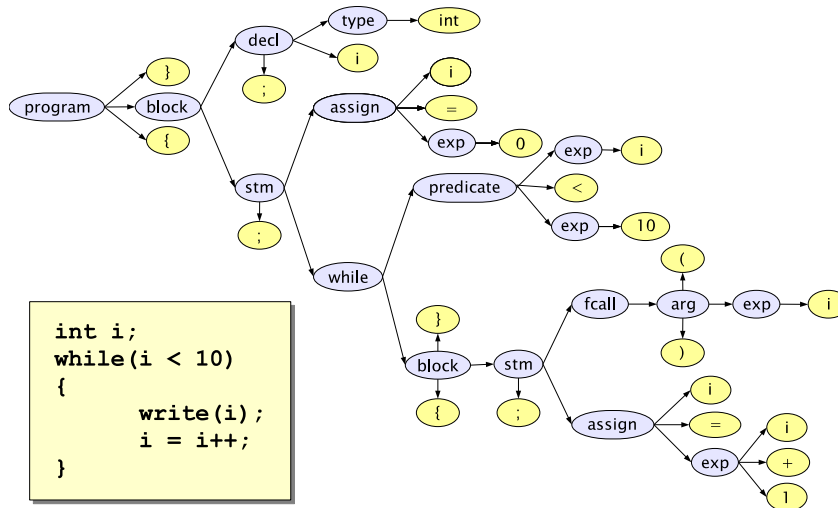 type
int
decl
i
;
}
program
block
{
i
assign
=
exp
0
stm
;
exp
i
predicate
<
exp
10
while
(
fcall
arg
exp
i
)
}
block
stm
{
;
i
assign
=
i
exp
+
1
int i;
while(i < 10)
{
write(i);
i = i++;
}